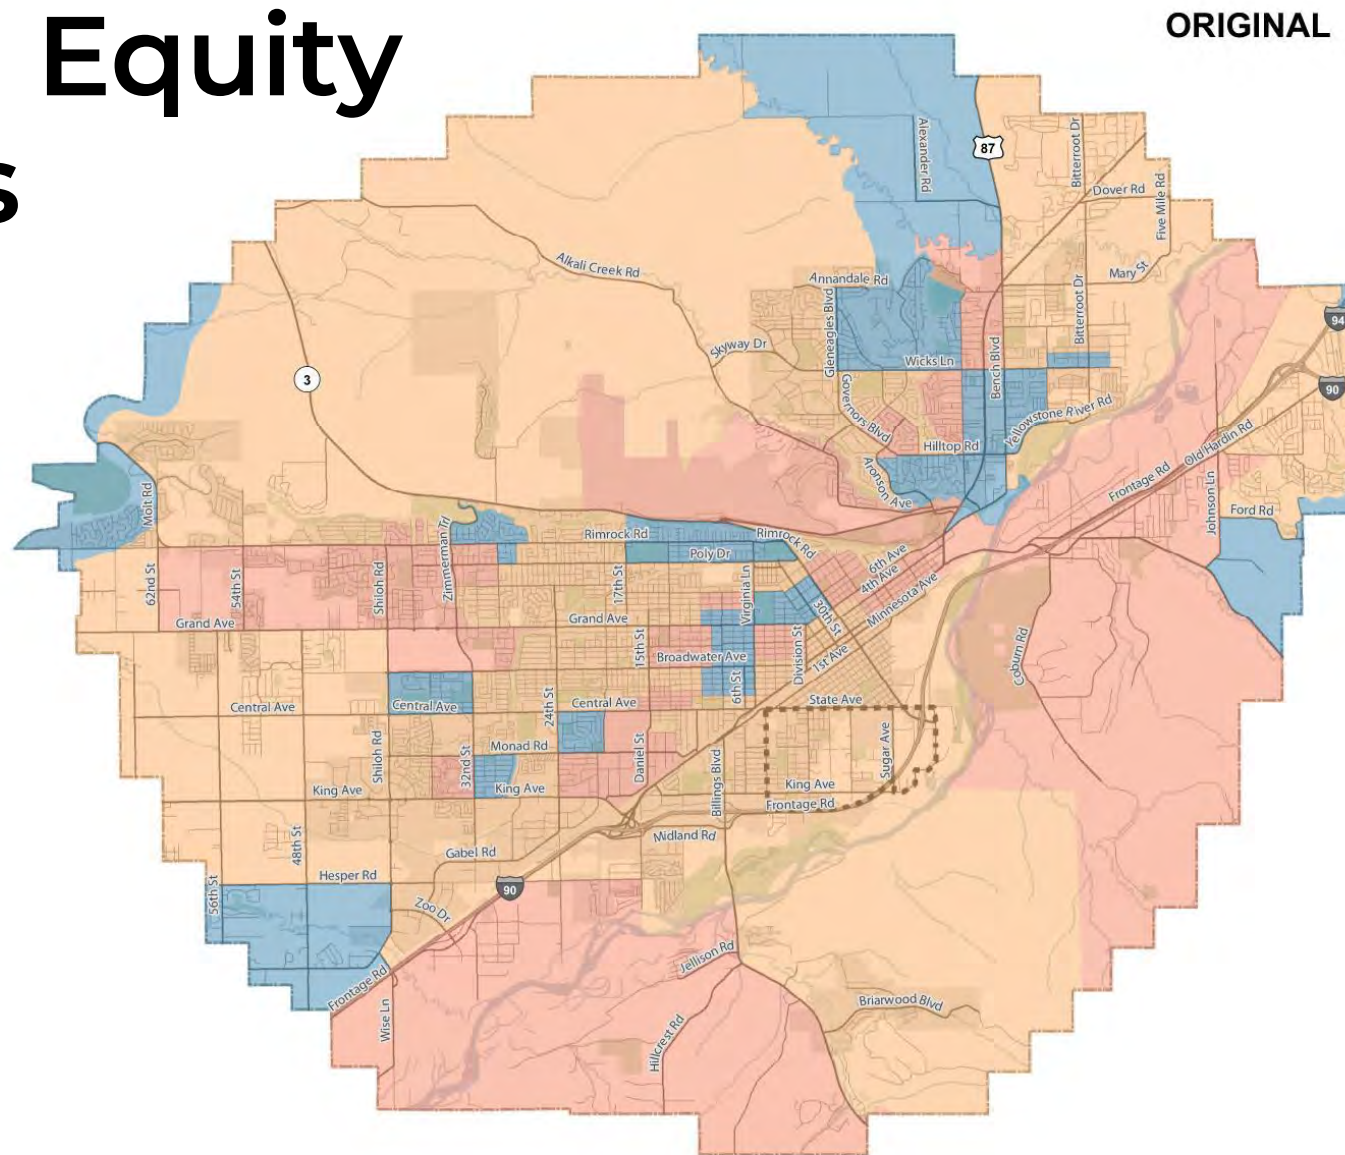 Equity
s
ORIGINAL
87
Alexander Rd
Bitterroot Dr
Dover Rd
Five Mile Rd
Mary St
Alkali Creek Rd
Annandale Rd
Gleneagles Blvd
Bitterroot Dr
94
Skyway Dr
Wicks Ln
Bench Blvd
3
90
Governors Blvd
Yellowstone River Rd
Hilltop Rd
Old Hardin Rd
Aronson Ave
Frontage Rd
Johnson Ln
Molt Rd
Ford Rd
Zimmerman Trl
Rimrock Rd
Rimrock Rd
Poly Dr
6th Ave
4th Ave
Minnesota Ave
62nd St
54th St
Shiloh Rd
17th St
Virginia Ln
30th St
Grand Ave
Grand Ave
15th St
Broadwater Ave
Division St
1st Ave
Coburn Rd
6th St
Central Ave
Central Ave
24th St
Central Ave
State Ave
Shiloh Rd
32nd St
Monad Rd
Daniel St
Billings Blvd
Sugar Ave
King Ave
King Ave
King Ave
Frontage Rd
Midland Rd
48th St
Gabel Rd
56th St
Hesper Rd
90
Zoo Dr
Frontage Rd
Jellison Rd
Wise Ln
Hillcrest Rd
Briarwood Blvd